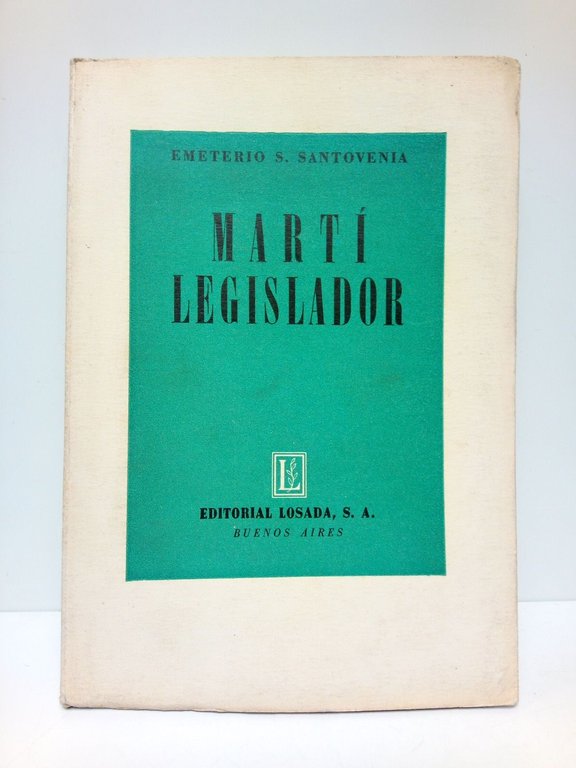 EMETERIO S. SANTOVENIA
MARTÍ
LEGISLADOR
L
EDITORIAL LOSADA, S. A.
BUENOS AIRES